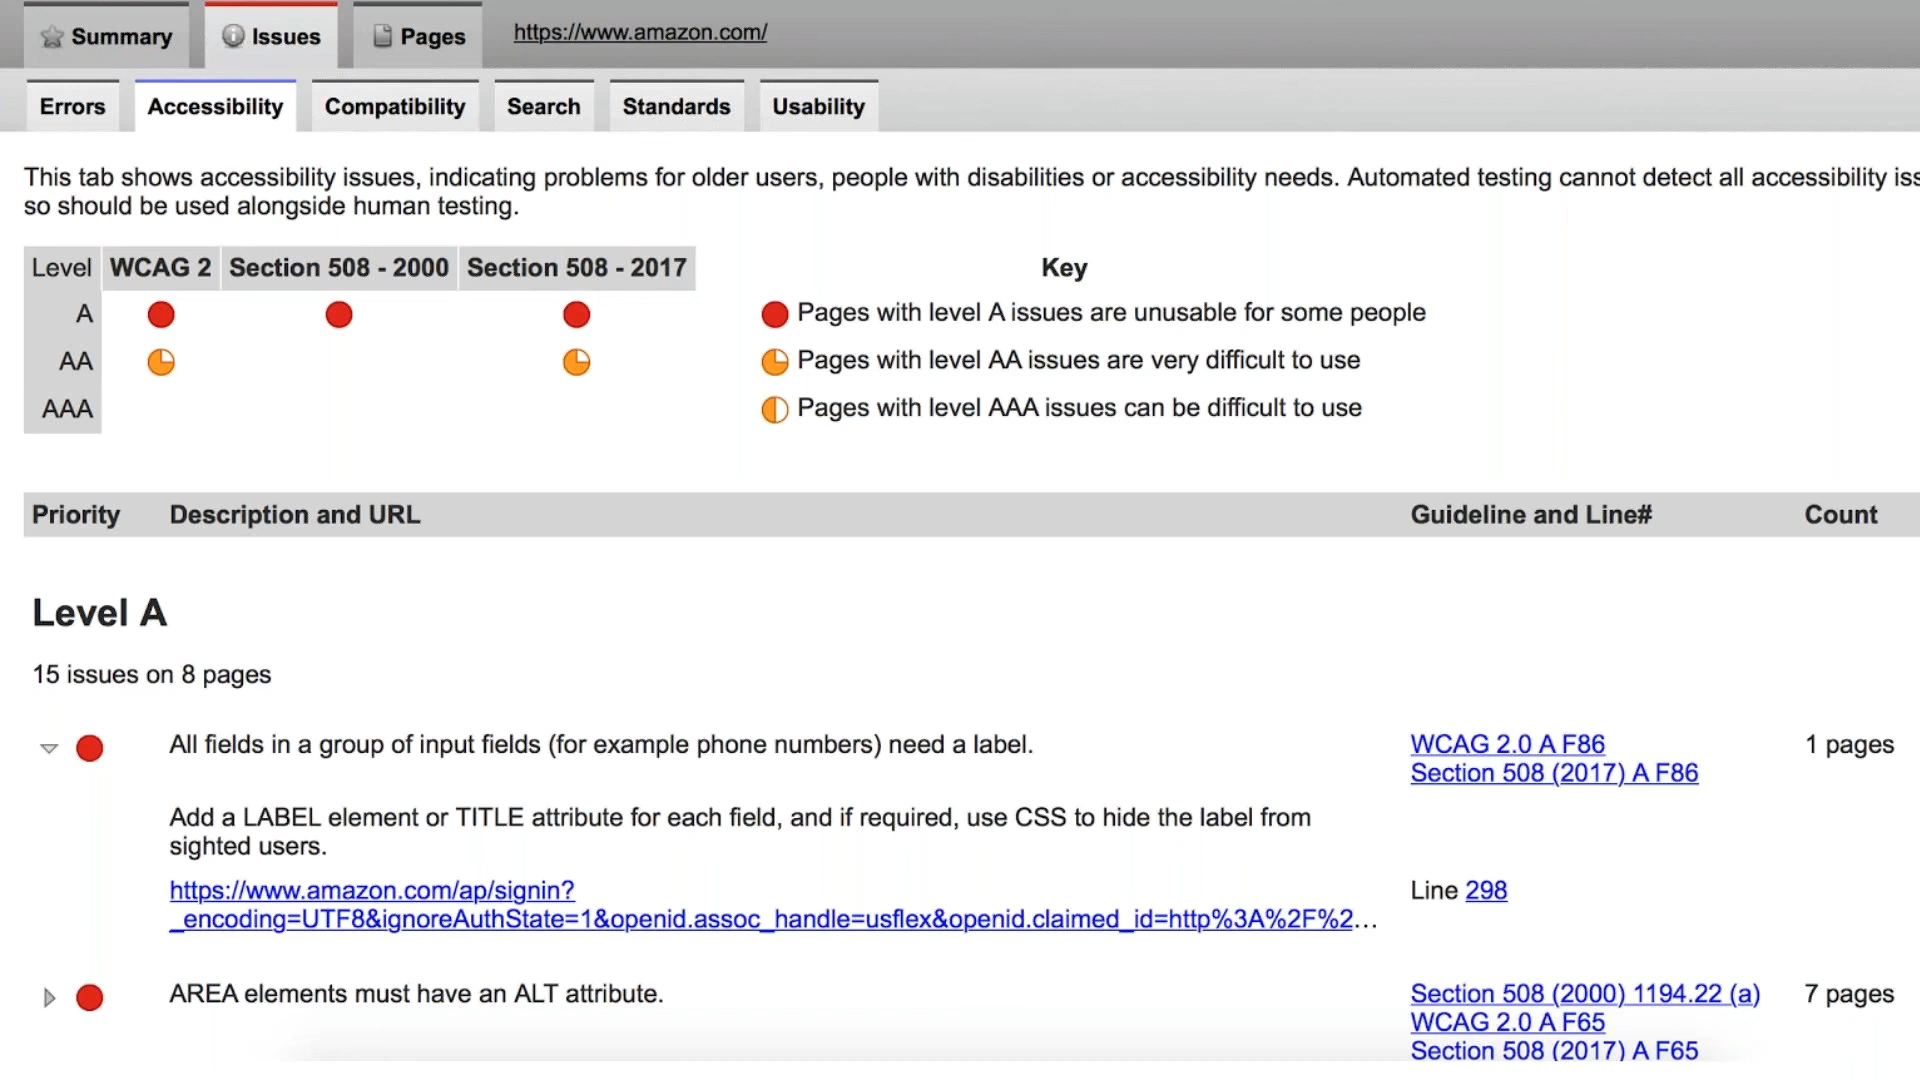 Summary
Issues
Pages
https://www.amazon.com/
Errors
Accessibility
Compatibility
Search
Standards
Usability
This tab shows accessibility issues, indicating problems for older users, people with disabilities or accessibility needs. Automated testing cannot detect all accessibility
so should be used alongside human testing.
Level WCAG 2 Section 508 - 2000 Section 508 - 2017
Key
A
Pages with level A issues are unusable for some people
AA
Pages with level AA issues are very difficult to use
AAA
Pages with level AAA issues can be difficult to use
Priority Description and URL Guideline and Line# Count
Level A
15 issues on 8 pages
All fields in a group of input fields (for example phone numbers) need a label.
WCAG 2.0 A F86
1 pages
Section 508 (2017) A F86
Add a LABEL element or TITLE attribute for each field, and if required, use CSS to hide the label from
sighted users.
https://www.amazon.com/ap/signin?
Line 298
_encoding=UTF8&ignoreAuthState=1&openid.assoc_handle=usflex&openid.claimed_id=http%3A%2F%2...
AREA elements must have an ALT attribute.
Section 508 (2000) 1194.22 (a)
7 pages
WCAG 2.0 A F65
Section 508 (2017) A F65